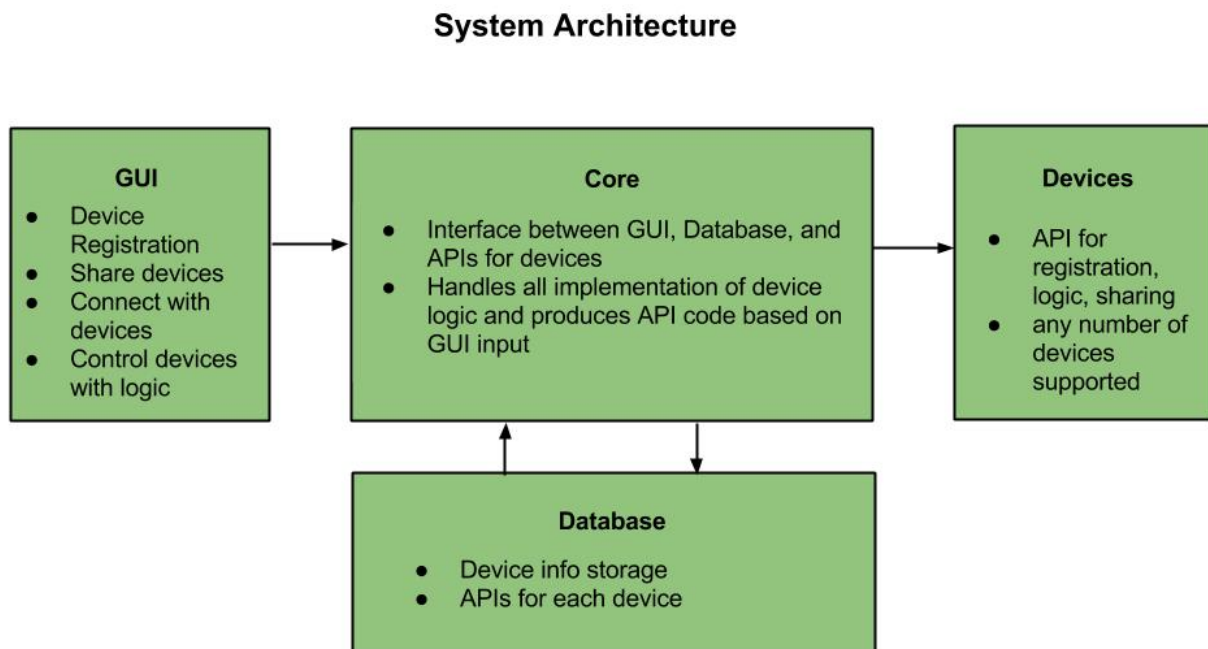 System Architecture
GUI
● Device
Registration
● Share devices
● Connect with
devices
● Control devices
with logic
Core
● Interface between GUI, Database, and
APIs for devices
● Handles all implementation of device
logic and produces API code based on
GUI input
Devices
● API for
registration,
logic, sharing
● any number of
devices
supported
Database
● Device info storage
● APIs for each device